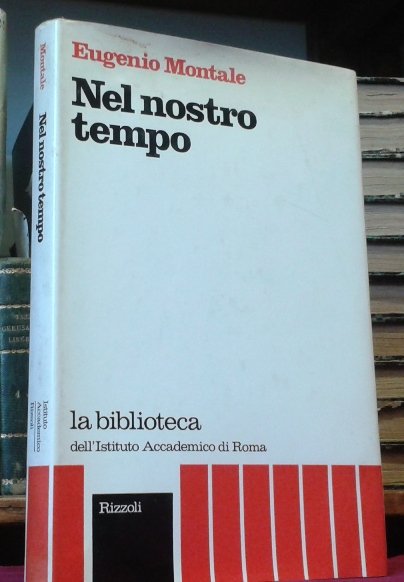 Eugenio Montale
Nel nostro
tempo
la biblioteca
dell'Istituto Accademico di Roma
Rizzoli
Montale
Nel nostro tempo
Istituto
Accademico
Rizzoli
GERUSA